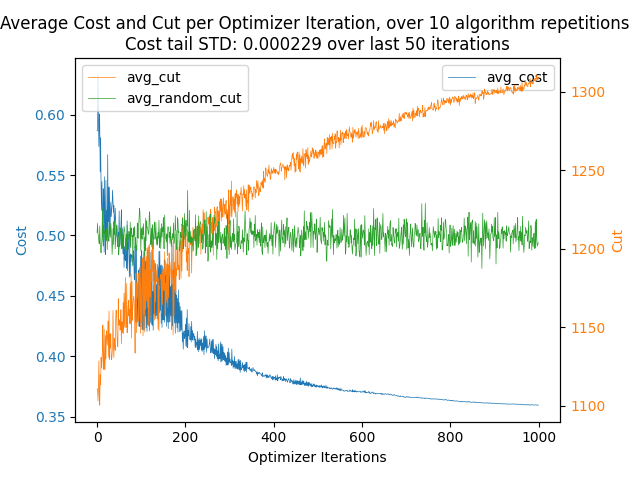 Average Cost and Cut per Optimizer Iteration, over 10 algorithm repetitions
Cost tail STD: 0.000229 over last 50 iterations
avg_cut
avg_random_cut
avg_cost
0.60
0.55
0.50
0.45
0.40
0.35
Cost
1300
1250
1200
1150
1100
Cut
0
200
400
600
800
1000
Optimizer Iterations